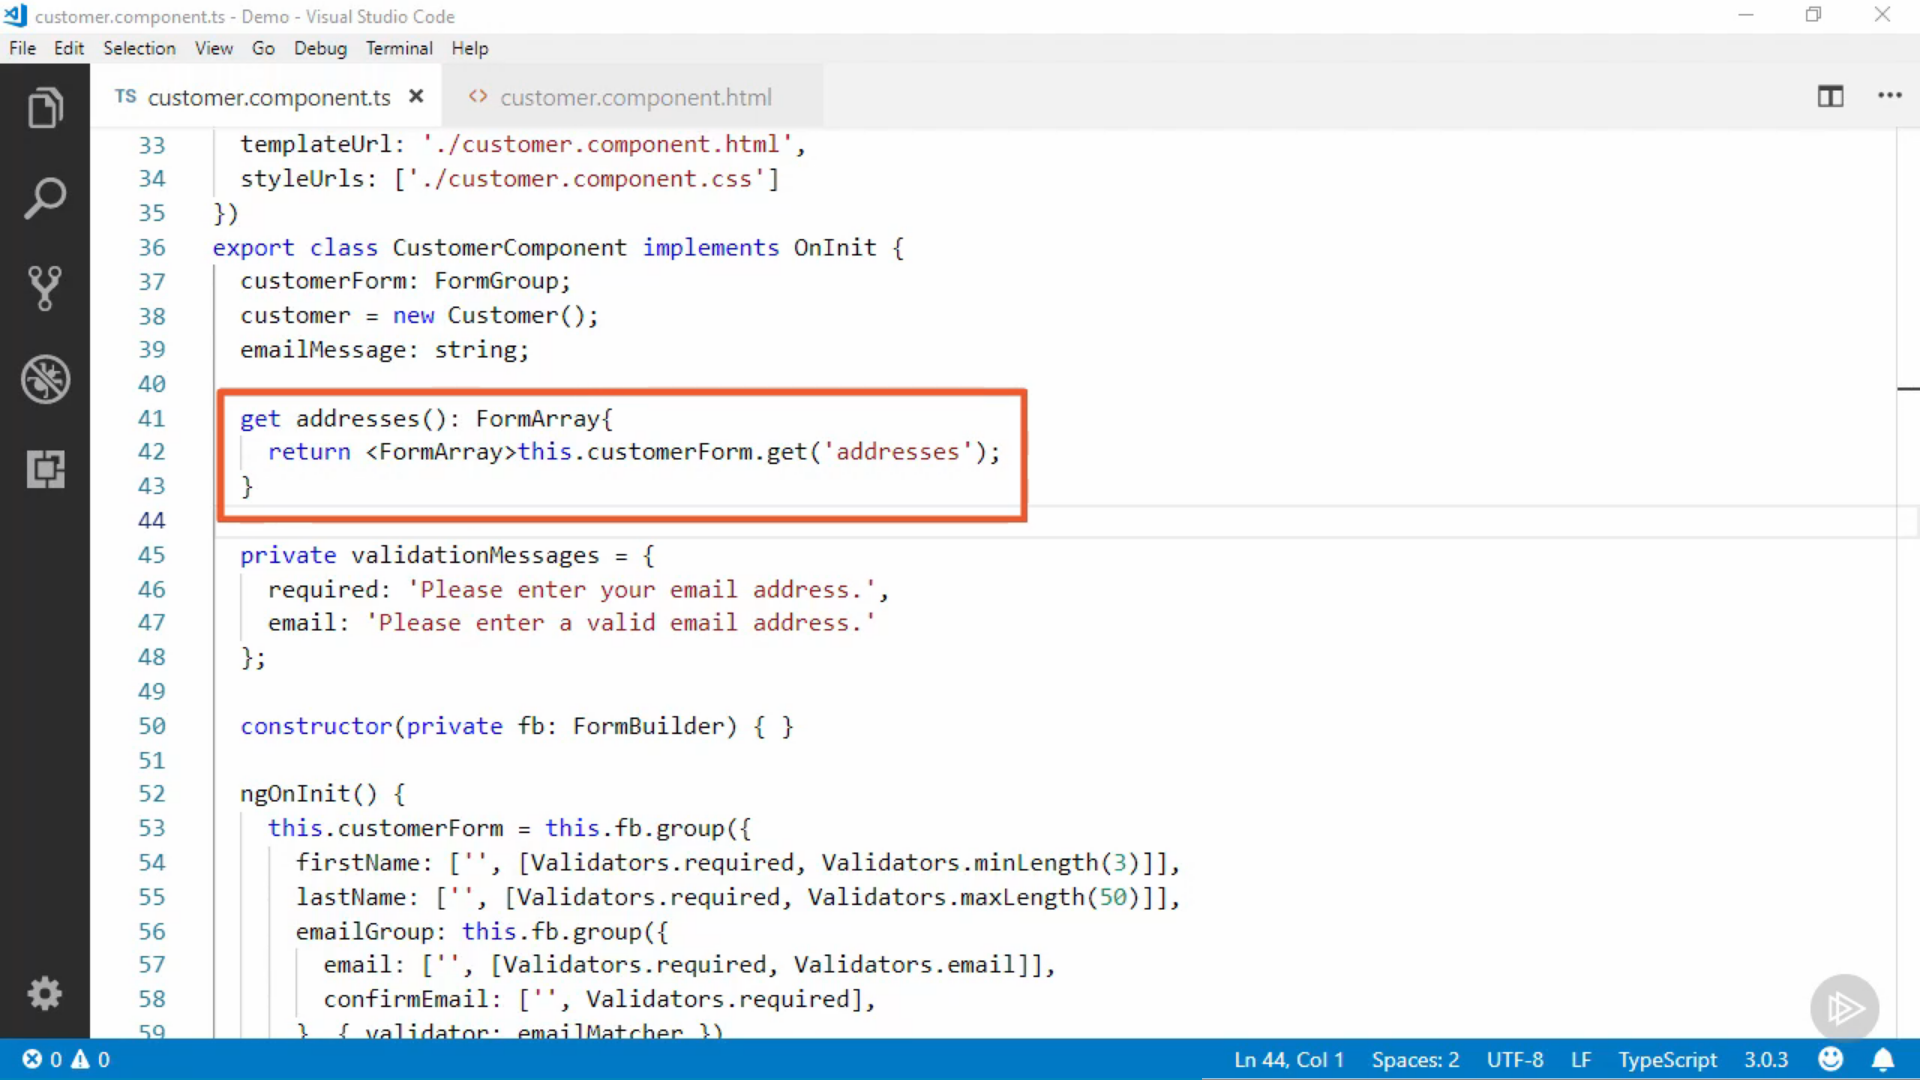 customer.component.ts - Demo - Visual Studio Code
File Edit Selection View Go Debug Terminal Help
TS customer.component.ts × <> customer.component.html
33 templateUrl: './customer.component.html',
34 styleUrls: ['./customer.component.css']
35 })
36 export class CustomerComponent implements OnInit {
37 customerForm: FormGroup;
38 customer = new Customer();
39 emailMessage: string;
40
41 get addresses(): FormArray{
42 return <FormArray>this.customerForm.get('addresses');
43 }
44
45 private validationMessages = {
46 required: 'Please enter your email address.',
47 email: 'Please enter a valid email address.'
48 };
49
50 constructor(private fb: FormBuilder) { }
51
52 ngOnInit() {
53 this.customerForm = this.fb.group({
54 firstName: ['', [Validators.required, Validators.minLength(3)]],
55 lastName: ['', [Validators.required, Validators.maxLength(50)]],
56 emailGroup: this.fb.group({
57 email: ['', [Validators.required, Validators.email]],
58 confirmEmail: ['', Validators.required],
59 }, { validator: emailMatcher })
0 0 Ln 44, Col 1 Spaces: 2 UTF-8 LF TypeScript 3.0.3